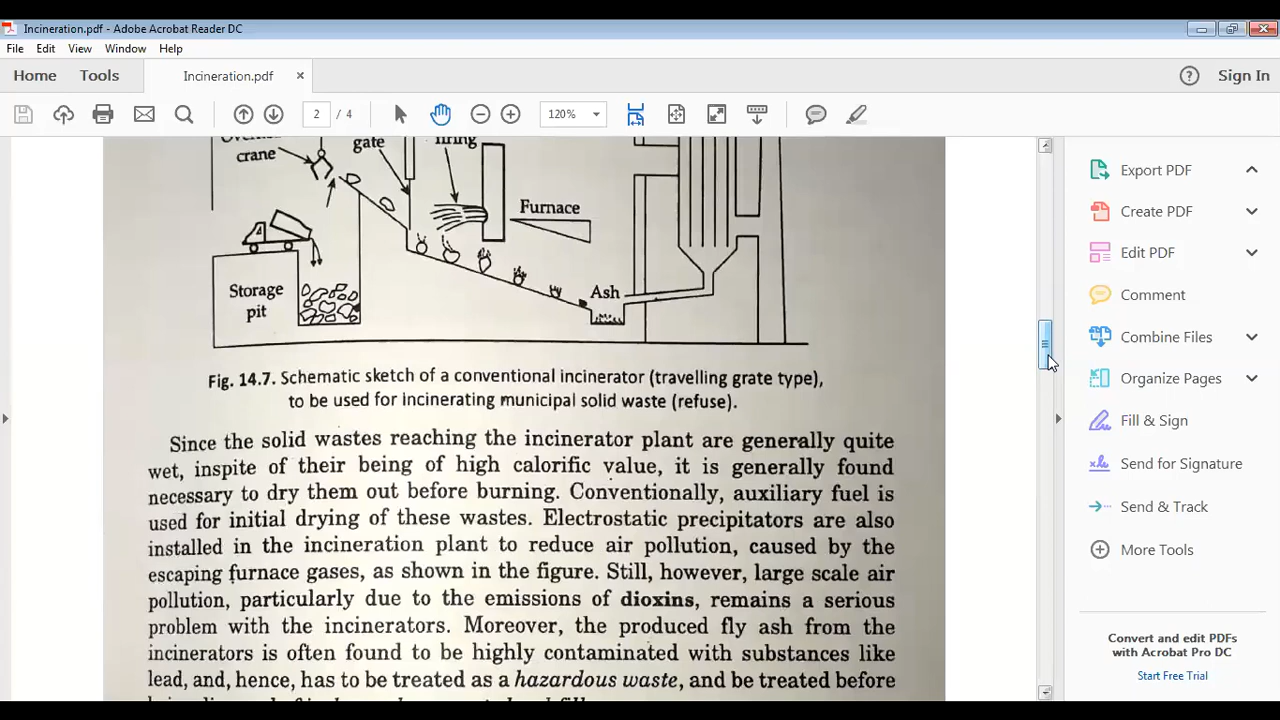 Incineration.pdf - Adobe Acrobat Reader DC
File Edit View Window Help
Home Tools Incineration.pdf × Sign In
2 / 4 120%
crane
gate
firing
Furnace
Storage
pit
Ash
Fig. 14.7. Schematic sketch of a conventional incinerator (travelling grate type),
to be used for incinerating municipal solid waste (refuse).
Since the solid wastes reaching the incinerator plant are generally quite
wet, inspite of their being of high calorific value, it is generally found
necessary to dry them out before burning. Conventionally, auxiliary fuel is
used for initial drying of these wastes. Electrostatic precipitators are also
installed in the incineration plant to reduce air pollution, caused by the
escaping furnace gases, as shown in the figure. Still, however, large scale air
pollution, particularly due to the emissions of dioxins, remains a serious
problem with the incinerators. Moreover, the produced fly ash from the
incinerators is often found to be highly contaminated with substances like
lead, and, hence, has to be treated as a hazardous waste, and be treated before
Export PDF
Create PDF
Edit PDF
Comment
Combine Files
Organize Pages
Fill & Sign
Send for Signature
Send & Track
More Tools
Convert and edit PDFs
with Acrobat Pro DC
Start Free Trial